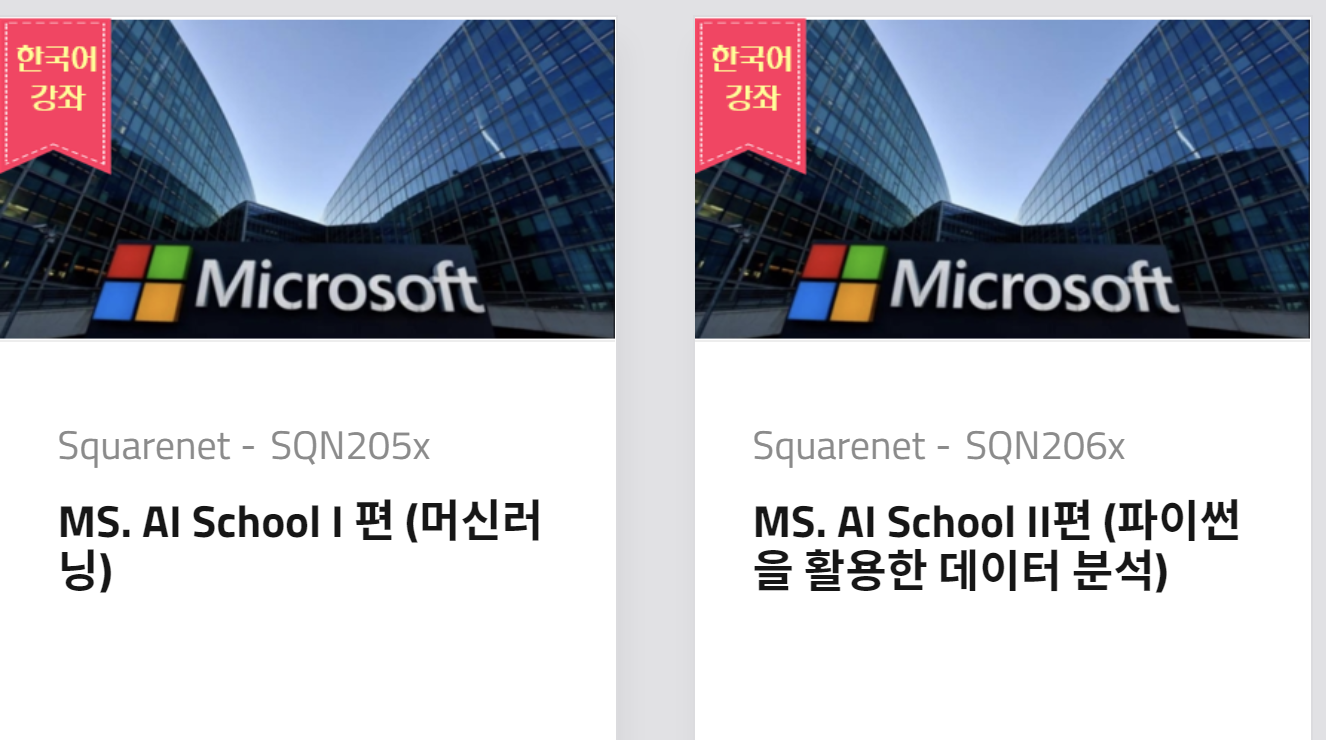 한국어
강좌
Microsoft
Squarenet - SQN205x
MS. AI School I 편 (머신러
닝)
한국어
강좌
Microsoft
Squarenet - SQN206x
MS. AI School II편 (파이썬
을 활용한 데이터 분석)